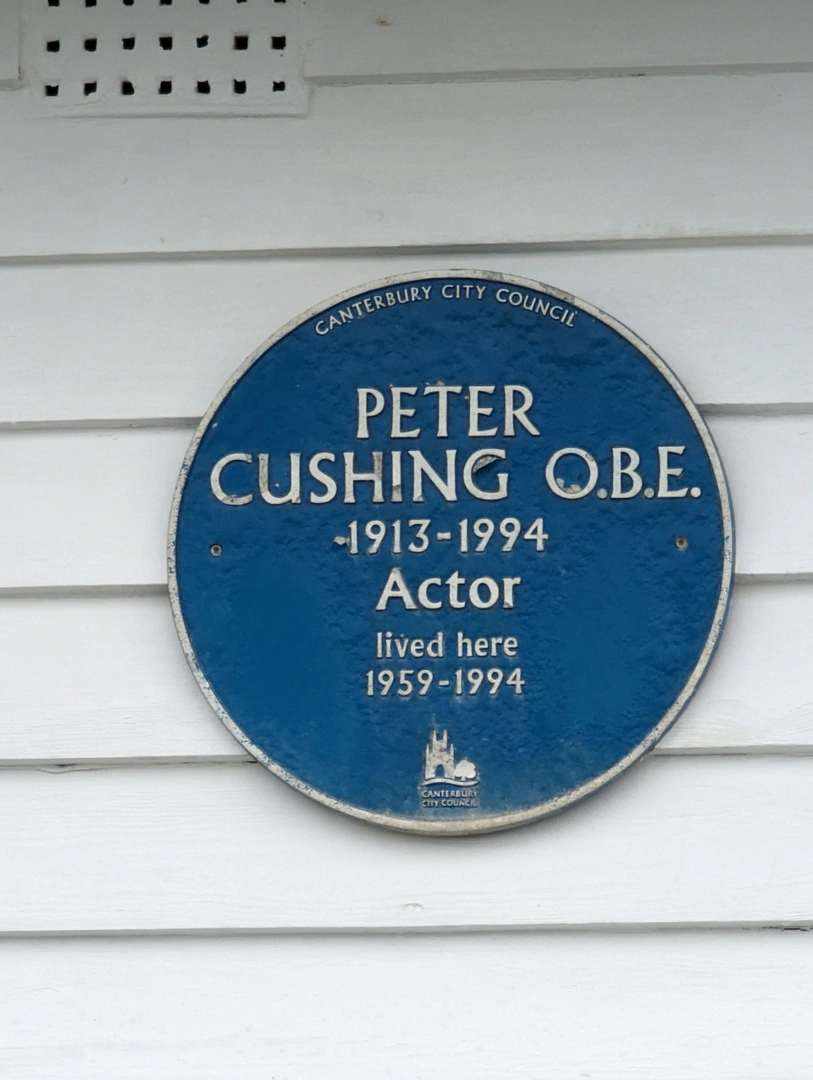 CANTERBURY CITY COUNCIL
PETER
CUSHING O.B.E.
1913-1994
Actor
lived here
1959-1994
CANTERBURY
CITY COUNCIL